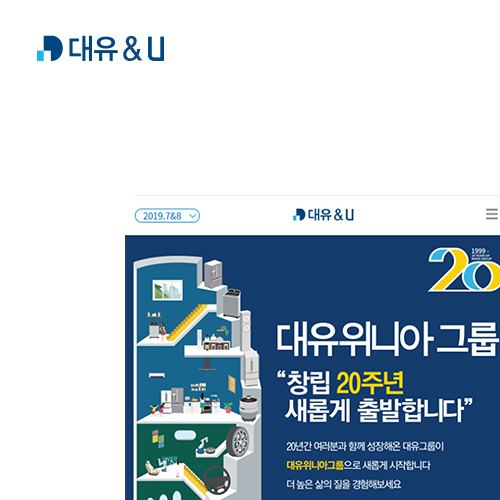 대유 & U
2019.7&8
대유 & U
1999 -
20
대유위니아그룹
“창립 20주년
새롭게 출발합니다”
20년간 여러분과 함께 성장해온 대유그룹이
대유위니아그룹으로 새롭게 시작합니다
더 높은 삶의 질을 경험해보세요